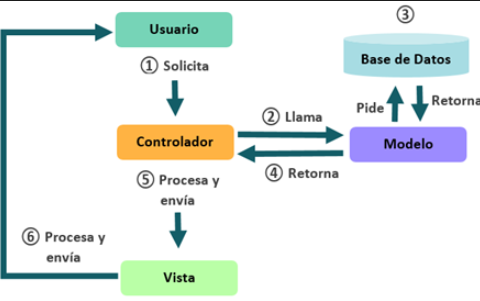 ③
Usuario
Base de Datos
① Solicita
Pide
Retorna
② Llama
Controlador
Modelo
④ Retorna
⑤ Procesa y
envía
⑥ Procesa y
envía
Vista